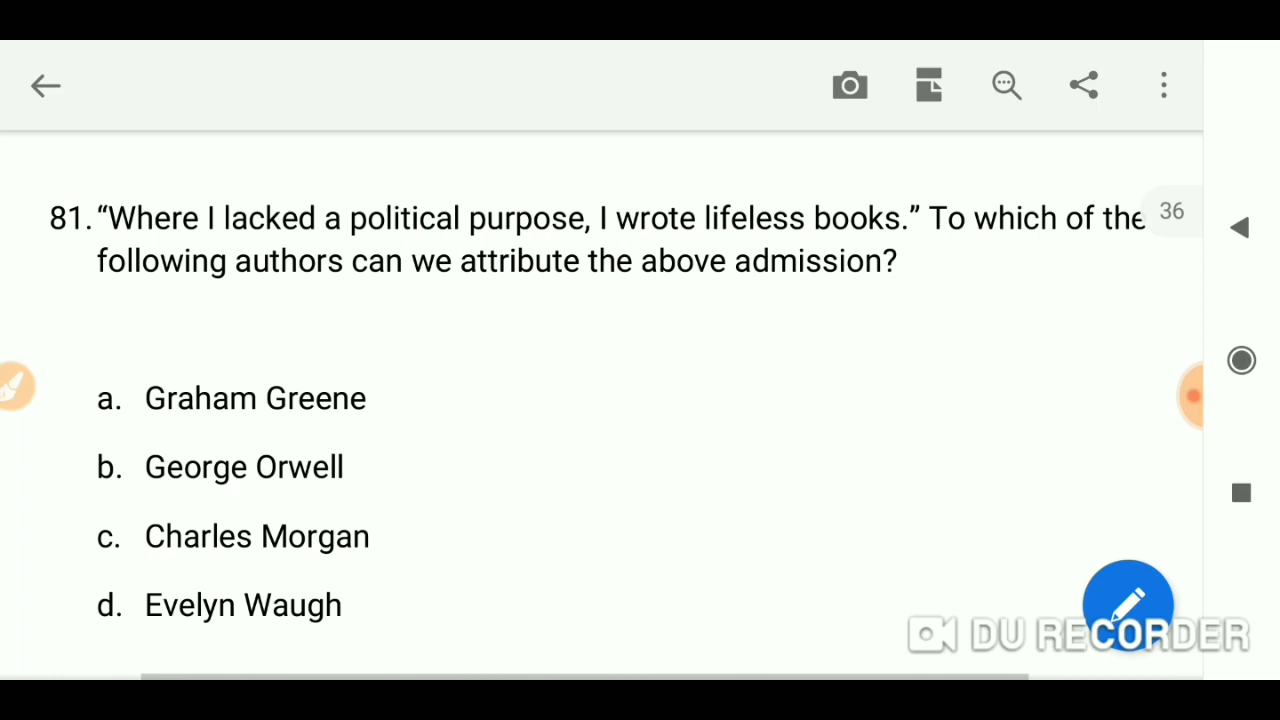 81. “Where I lacked a political purpose, I wrote lifeless books.” To which of the
36
following authors can we attribute the above admission?
a. Graham Greene
b. George Orwell
c. Charles Morgan
d. Evelyn Waugh
DU RECORDER